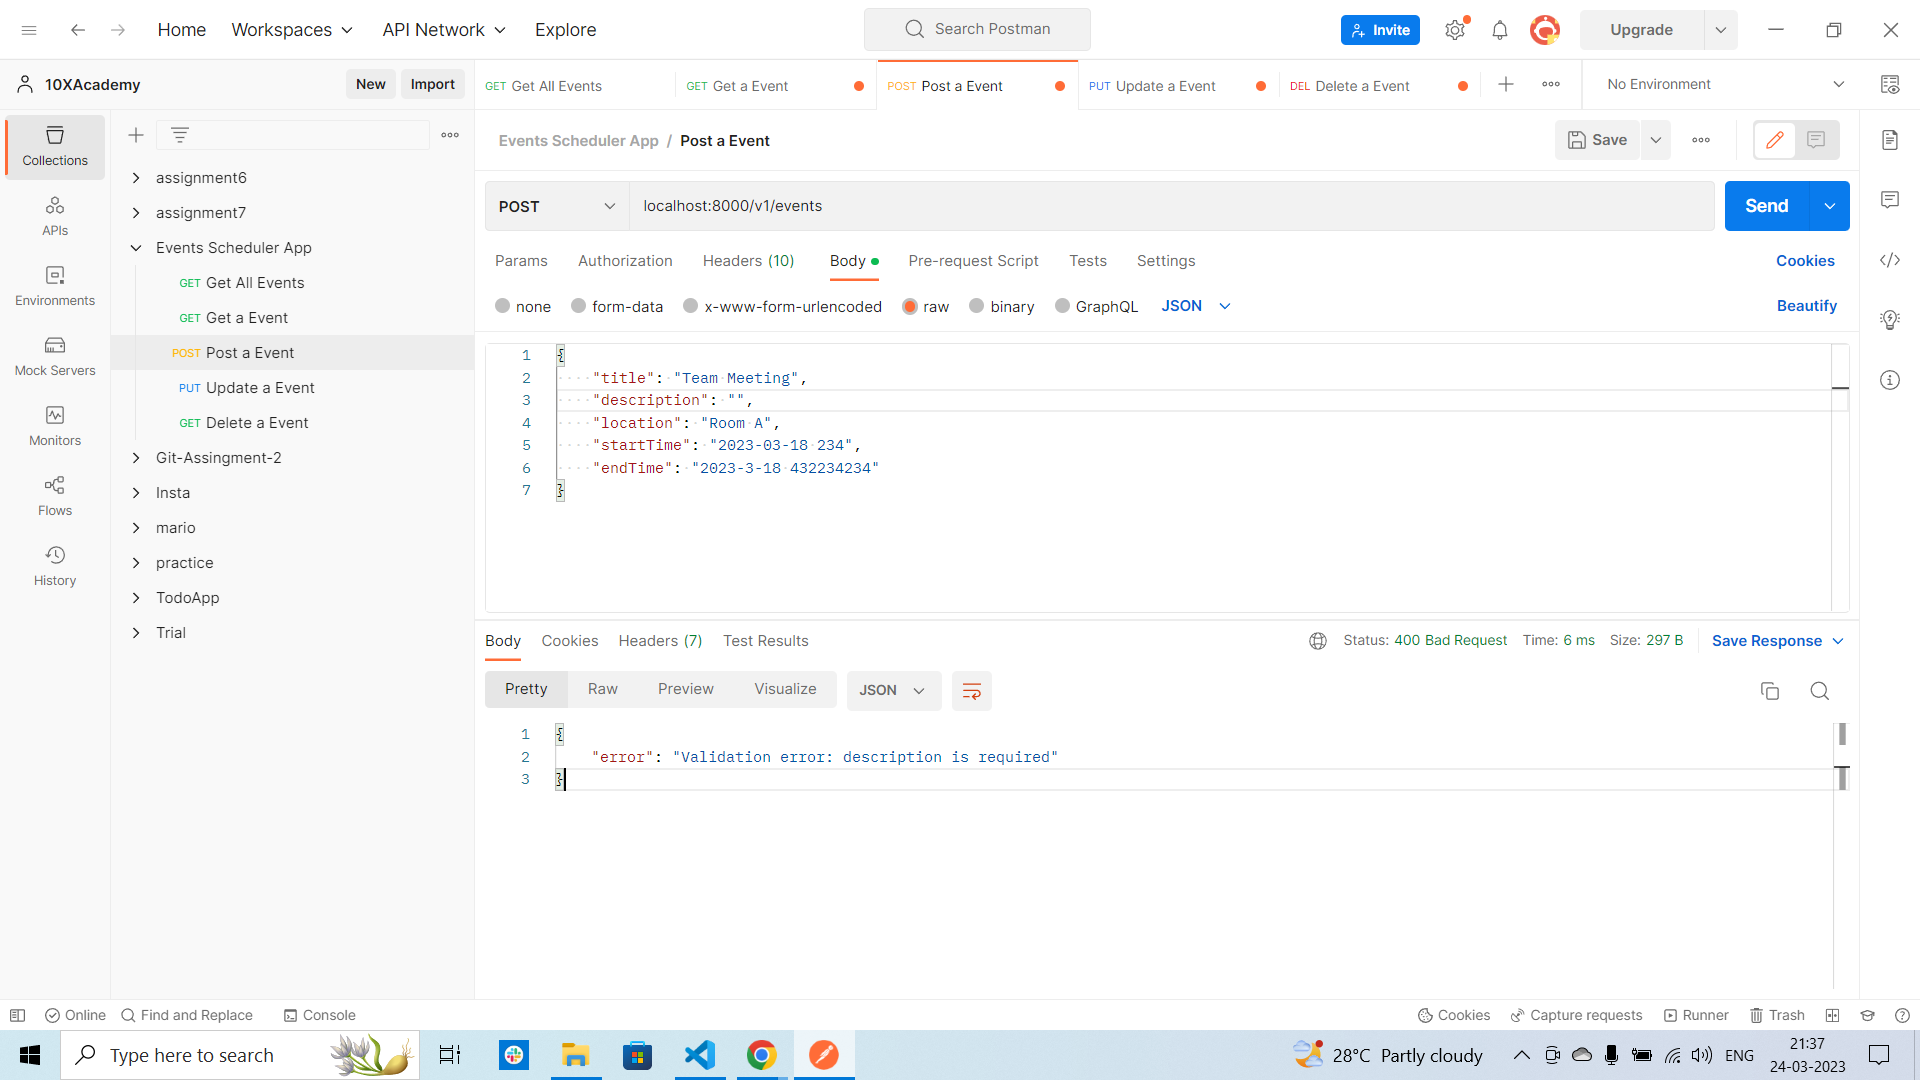 Home Workspaces API Network Explore Search Postman Invite Upgrade
10XAcademy New Import GET Get All Events GET Get a Event POST Post a Event PUT Update a Event DEL Delete a Event No Environment
Collections
APIs
Environments
Mock Servers
Monitors
Flows
History
assignment6
assignment7
Events Scheduler App
GET Get All Events
GET Get a Event
POST Post a Event
PUT Update a Event
GET Delete a Event
Git-Assingment-2
Insta
mario
practice
TodoApp
Trial
Events Scheduler App / Post a Event Save
POST localhost:8000/v1/events Send
Params Authorization Headers (10) Body Pre-request Script Tests Settings Cookies
none form-data x-www-form-urlencoded raw binary GraphQL JSON Beautify
1 {
2 "title": "Team Meeting",
3 "description": "",
4 "location": "Room A",
5 "startTime": "2023-03-18 234",
6 "endTime": "2023-3-18 432234234"
7 }
Body Cookies Headers (7) Test Results Status: 400 Bad Request Time: 6 ms Size: 297 B Save Response
Pretty Raw Preview Visualize JSON
1 {
2 "error": "Validation error: description is required"
3 }
Online Find and Replace Console Cookies Capture requests Runner Trash
Type here to search 28°C Partly cloudy ENG 21:37
24-03-2023